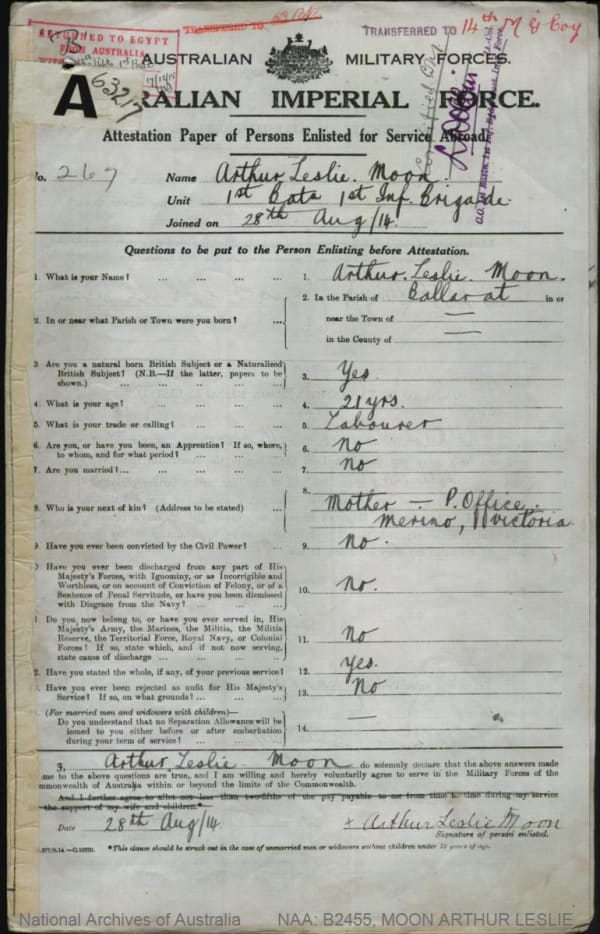 TRANSFERRED TO 53 Bn
RETURNED TO EGYPT
FROM AUSTRALIA
WITH
17/12/15
TRANSFERRED TO 14th M G Coy
AUSTRALIAN MILITARY FORCES.
A
63217
RALIAN IMPERIAL FORCE.
Attestation Paper of Persons Enlisted for Service Abroad.
Certified Copy
No. 267 Name Arthur Leslie. Moon.
Unit 1st Batn 1st Inf. Brigade.
Joined on 28th Aug/14.
Questions to be put to the Person Enlisting before Attestation.
1. What is your Name? ... ... ... ... 1. Arthur. Leslie. Moon.
2. In or near what Parish or Town were you born? ... 2. In the Parish of Ballarat in or
near the Town of —
in the County of —
3 Are you a natural born British Subject or a Naturalized
British Subject? (N.B.—If the latter, papers to be
shown.) ... ... ... ... ... 3. Yes
4. What is your age? ... ... ... ... 4. 21 yrs.
5. What is your trade or calling? ... ... ... 5. Labourer
6. Are you, or have you been, an Apprentice? If so, where,
to whom, and for what period? ... ... ... 6. No
7. Are you married?... ... ... ... ... 7. No
8. Who is your next of kin? (Address to be stated) ... 8. Mother — P. Office.
Merino, Victoria.
9. Have you ever been convicted by the Civil Power? ... 9. No.
0 Have you ever been discharged from any part of His
Majesty's Forces, with Ignominy, or as Incorrigible and
Worthless, or on account of Conviction of Felony, or of a
Sentence of Penal Servitude, or have you been dismissed
with Disgrace from the Navy? ... ... ... 10. No.
1 Do you now belong to, or have you ever served in, His
Majesty's Army, the Marines, the Militia, the Militia
Reserve, the Territorial Force, Royal Navy, or Colonial
Forces? If so, state which, and if not now serving,
state cause of discharge ... ... ... ... 11. No
2. Have you stated the whole, if any, of your previous service? 12. Yes.
Have you ever been rejected as unfit for His Majesty's
Service? If so, on what grounds? ... ... ... 13. No
(For married men and widowers with children)—
Do you understand that no Separation Allowance will be
issued to you either before or after embarkation
during your term of service? ... ... ... 14. —
3, Arthur Leslie Moon do solemnly declare that the above answers made
me to the above questions are true, and I am willing and hereby voluntarily agree to serve in the Military Forces of the
mmonwealth of Australia within or beyond the limits of the Commonwealth.
And I further agree to allot not less than two-fifths of the pay payable to me from time to time during my service
the support of my wife and children.*
Date 28th Aug/14. x Arthur Leslie Moon
Signature of person enlisted.
*This clause should be struck out in the case of unmarried men or widowers without children under 18 years of age.
National Archives of Australia NAA: B2455, MOON ARTHUR LESLIE